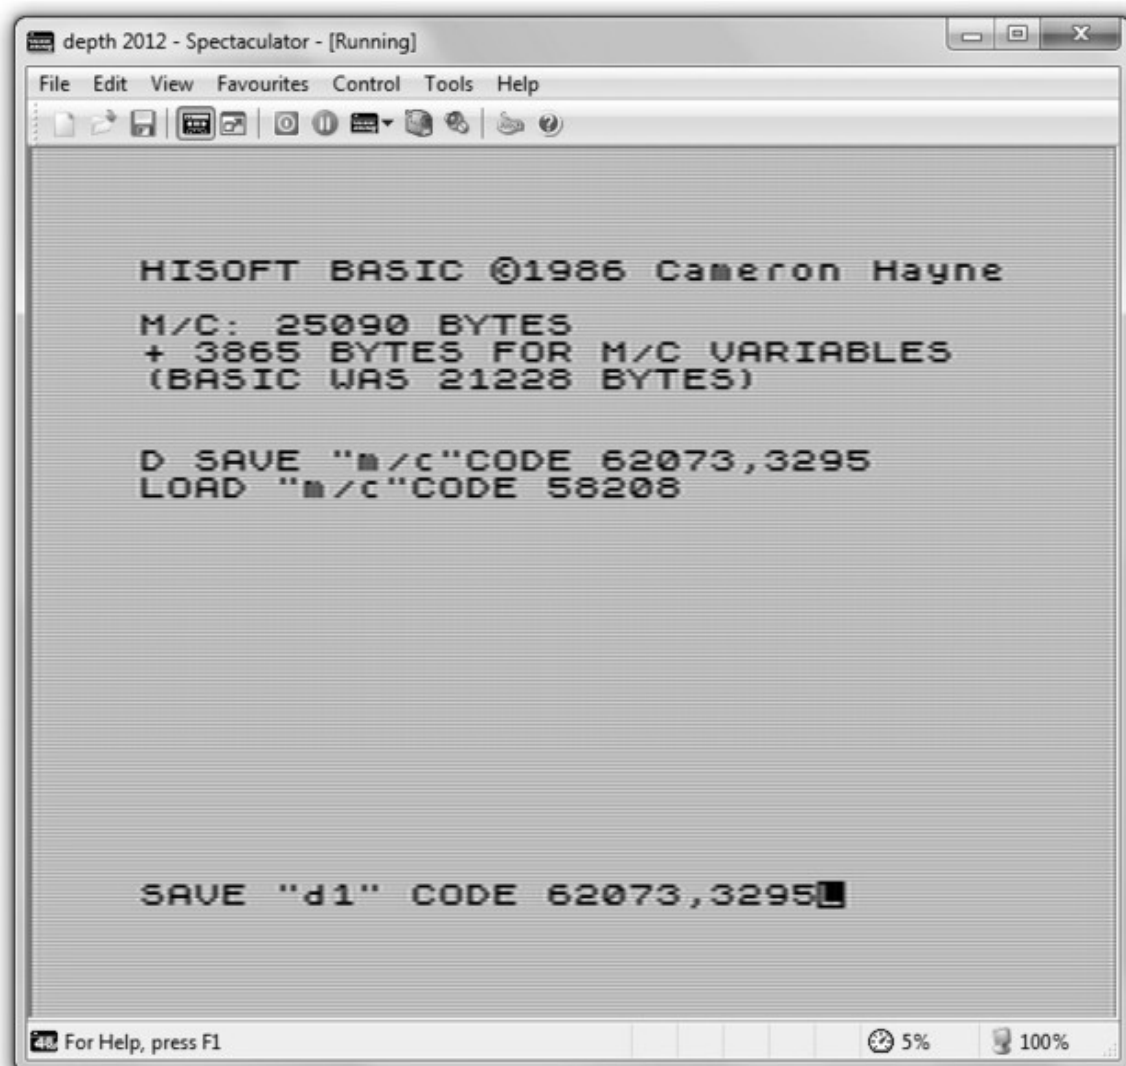 depth 2012 - Spectaculator - [Running]
File Edit View Favourites Control Tools Help
HISOFT BASIC ©1986 Cameron Hayne
M/C: 25090 BYTES
+ 3865 BYTES FOR M/C VARIABLES
(BASIC WAS 21228 BYTES)
D SAVE "m/c"CODE 62073,3295
LOAD "m/c"CODE 58208
SAVE "d1" CODE 62073,3295L
48 For Help, press F1 5% 100%